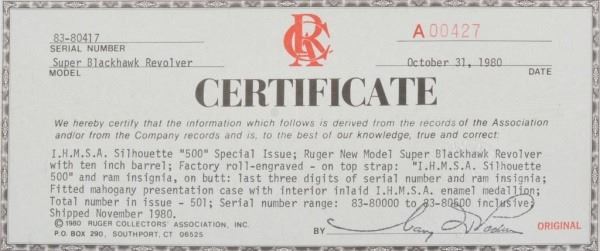 83-80417
A 00427
SERIAL NUMBER
Super Blackhawk Revolver
October 31, 1980
MODEL
DATE
CERTIFICATE
We hereby certify that the information which follows is derived from the records of the Association
and/or from the Company records and is, to the best of our knowledge, true and correct:
I.H.M.S.A. Silhouette "500" Special Issue; Ruger New Model Super Blackhawk Revolver
with ten inch barrel; Factory roll-engraved - on top strap: "I.H.M.S.A. Silhouette
500" and ram insignia, on butt: last three digits of serial number and ram insignia;
Fitted mahogany presentation case with interior inlaid I.H.M.S.A. enamel medallion;
Total number in issue - 501; Serial number range: 83-80000 to 83-80500 inclusive;
Shipped November 1980.
©1980 RUGER COLLECTORS' ASSOCIATION, INC.
P.O. BOX 290, SOUTHPORT, CT 06525
BY
ORIGINAL